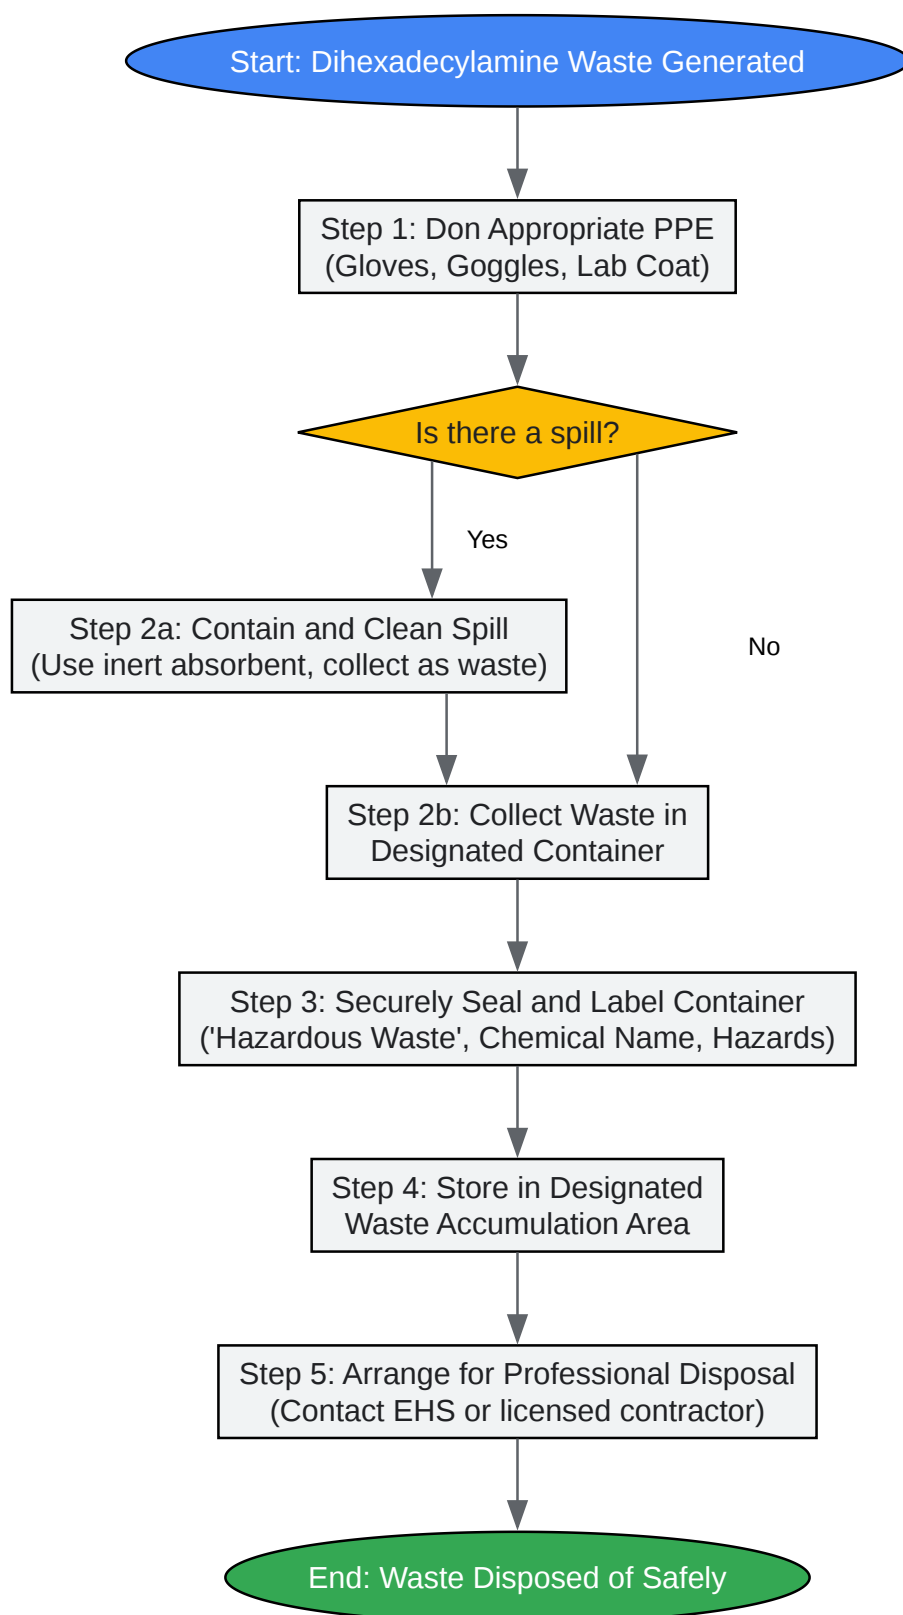 Start: Dihexadecylamine Waste Generated
Step 1: Don Appropriate PPE
(Gloves, Goggles, Lab Coat)
Is there a spill?
Yes
Step 2a: Contain and Clean Spill
(Use inert absorbent, collect as waste)
No
Step 2b: Collect Waste in
Designated Container
Step 3: Securely Seal and Label Container
('Hazardous Waste', Chemical Name, Hazards)
Step 4: Store in Designated
Waste Accumulation Area
Step 5: Arrange for Professional Disposal
(Contact EHS or licensed contractor)
End: Waste Disposed of Safely